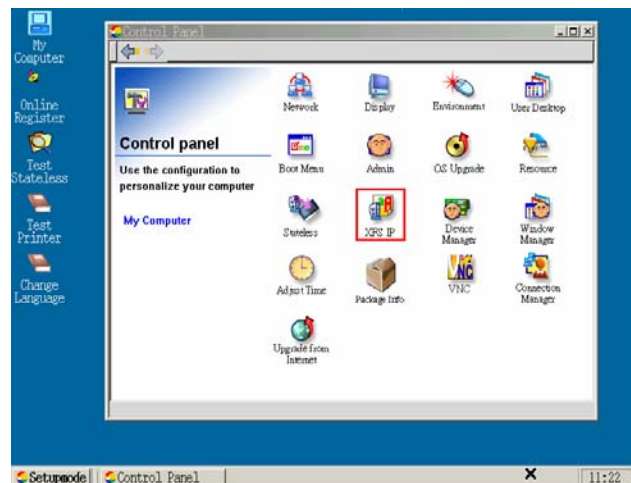 My
Computer
Online
Register
Test
Stateless
Test
Printer
Change
Language
Control Panel
Control panel
Use the configuration to
personalize your computer
My Computer
Network
Display
Environment
User Desktop
Boot Menu
Admin
OS Upgrade
Resource
Stateless
XFS IP
Device
Manager
Window
Manager
Adjust Time
Package Info
VNC
VNC
Connection
Manager
Upgrade from
Internet
Setupmode
Control Panel
11:22